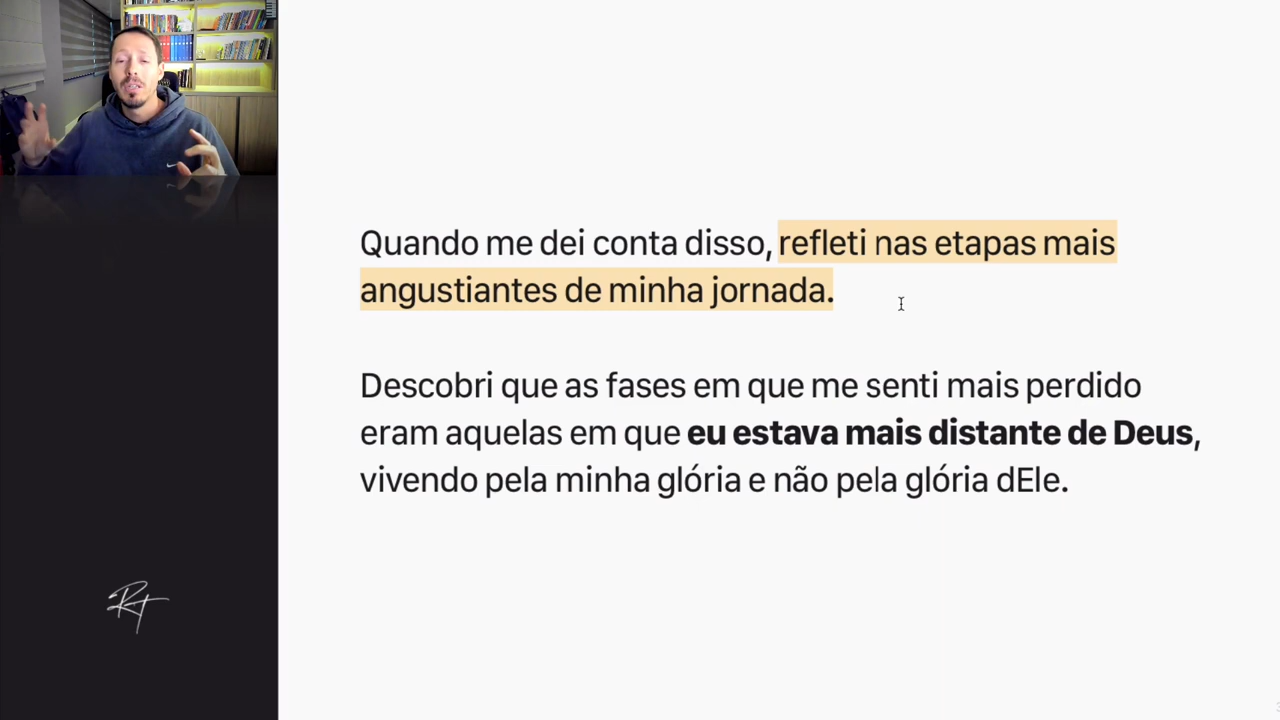 Quando me dei conta disso, refleti nas etapas mais
angustiantes de minha jornada.
Descobri que as fases em que me senti mais perdido
eram aquelas em que eu estava mais distante de Deus,
vivendo pela minha glória e não pela glória dEle.